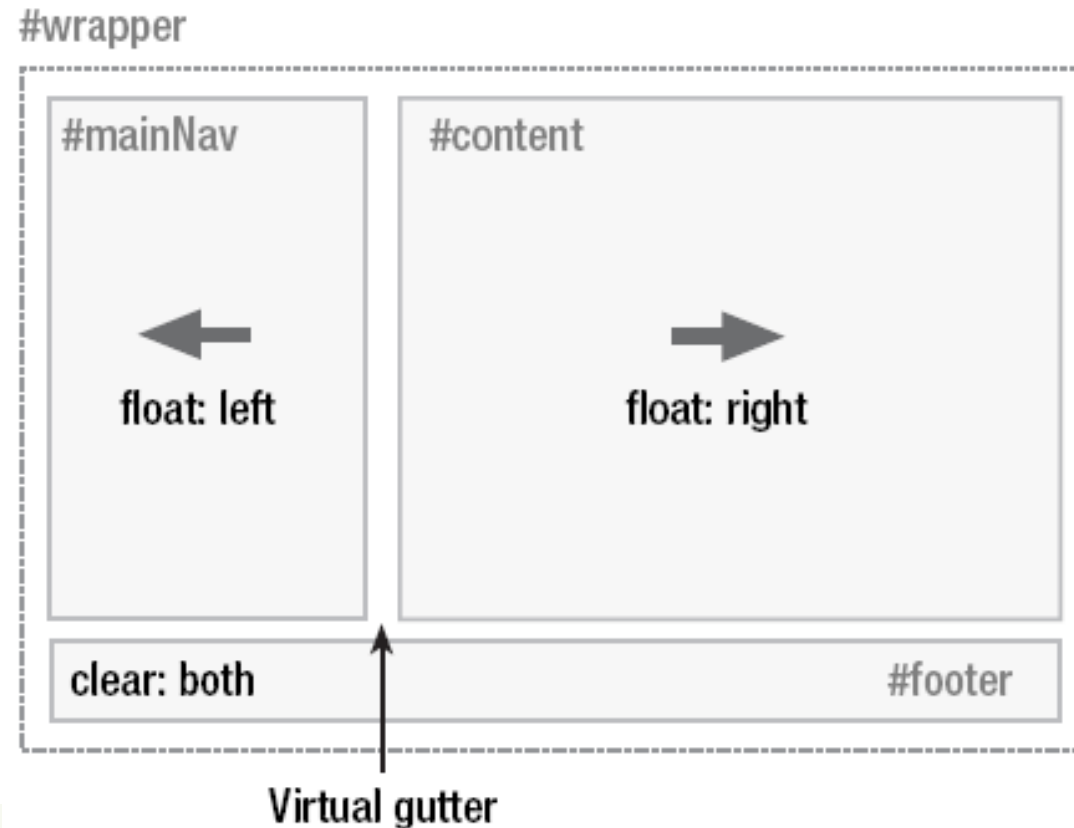 #wrapper
#mainNav
#content
float: left
float: right
clear: both
#footer
Virtual gutter